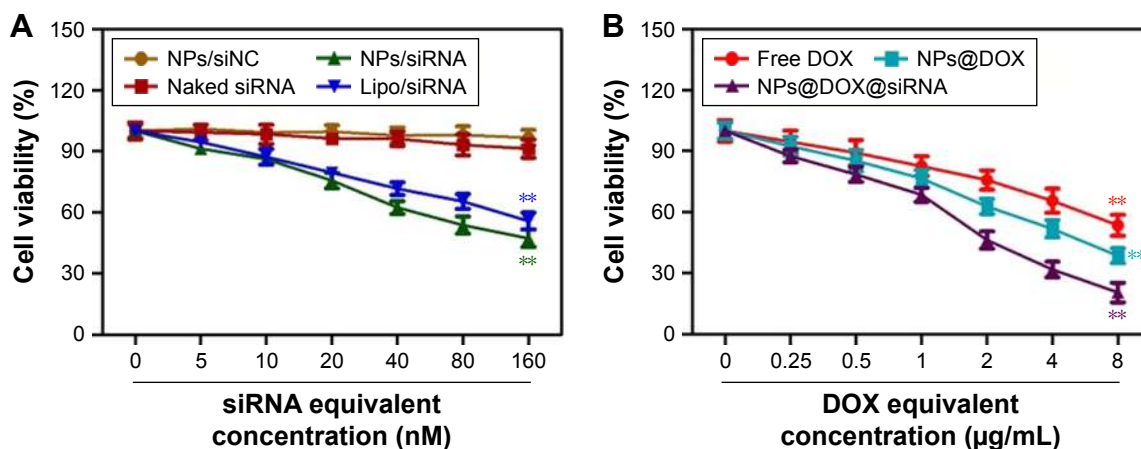 A
Cell viability (%)
150
120
90
60
30
0
NPs/siNC
NPs/siRNA
Naked siRNA
Lipo/siRNA
**
**
0 5 10 20 40 80 160
siRNA equivalent
concentration (nM)
B
Cell viability (%)
150
120
90
60
30
0
Free DOX
NPs@DOX
NPs@DOX@siRNA
**
**
**
0 0.25 0.5 1 2 4 8
DOX equivalent
concentration (µg/mL)